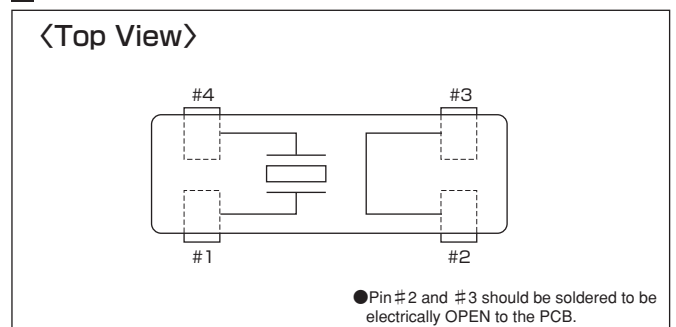 〈Top View〉
#4 #3
#1 #2
●Pin♯2 and ♯3 should be soldered to be
electrically OPEN to the PCB.